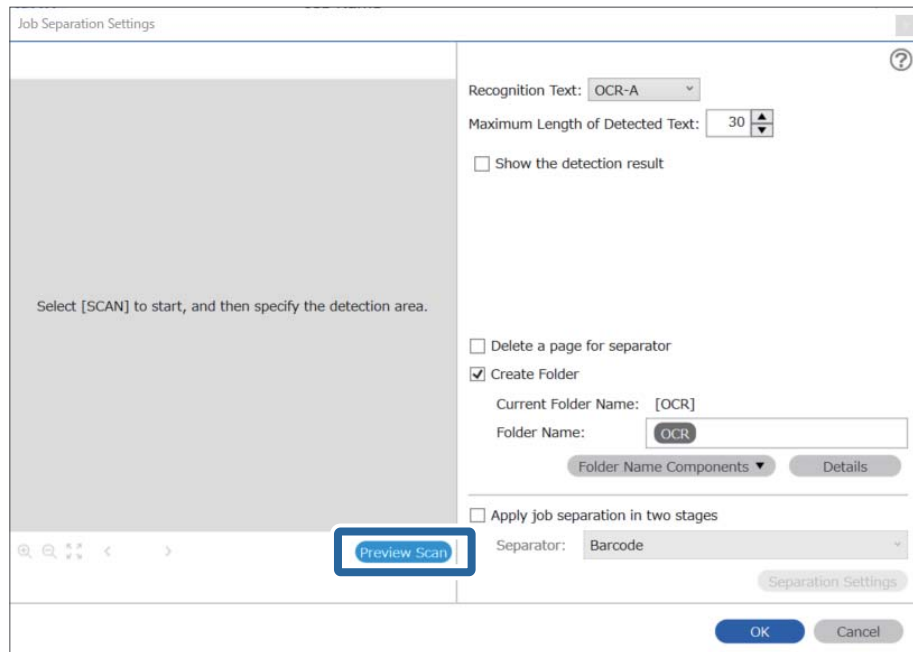 Job Separation Settings
Recognition Text: OCR-A
Maximum Length of Detected Text: 30
Show the detection result
Select [SCAN] to start, and then specify the detection area.
Delete a page for separator
Create Folder
Current Folder Name: [OCR]
Folder Name: OCR
Folder Name Components ▼ Details
Apply job separation in two stages
Preview Scan
Separator: Barcode
Separation Settings
OK Cancel